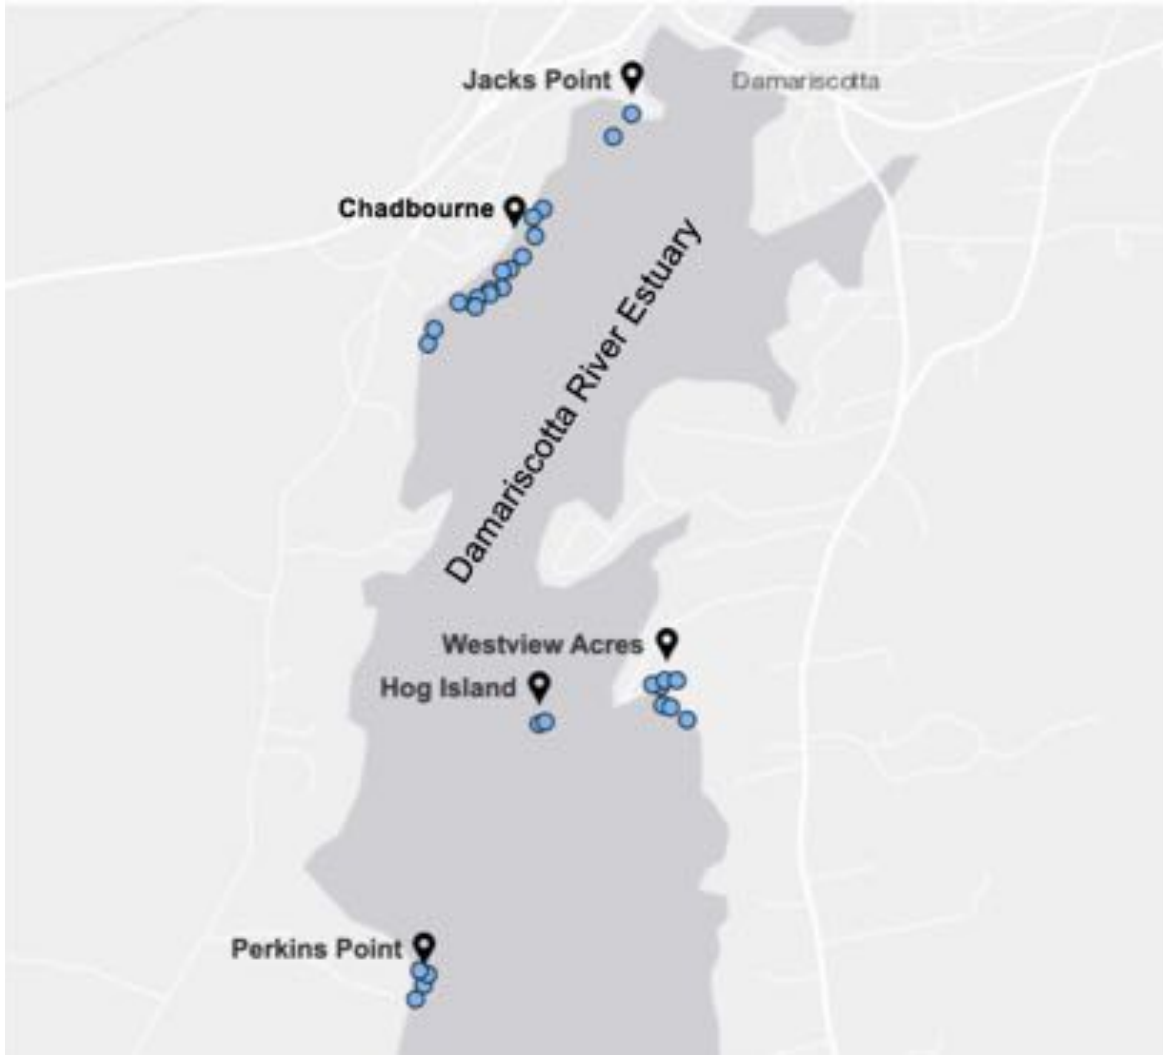 Jacks Point
Damariscotta
Chadbourne
Damariscotta River Estuary
Westview Acres
Hog Island
Perkins Point